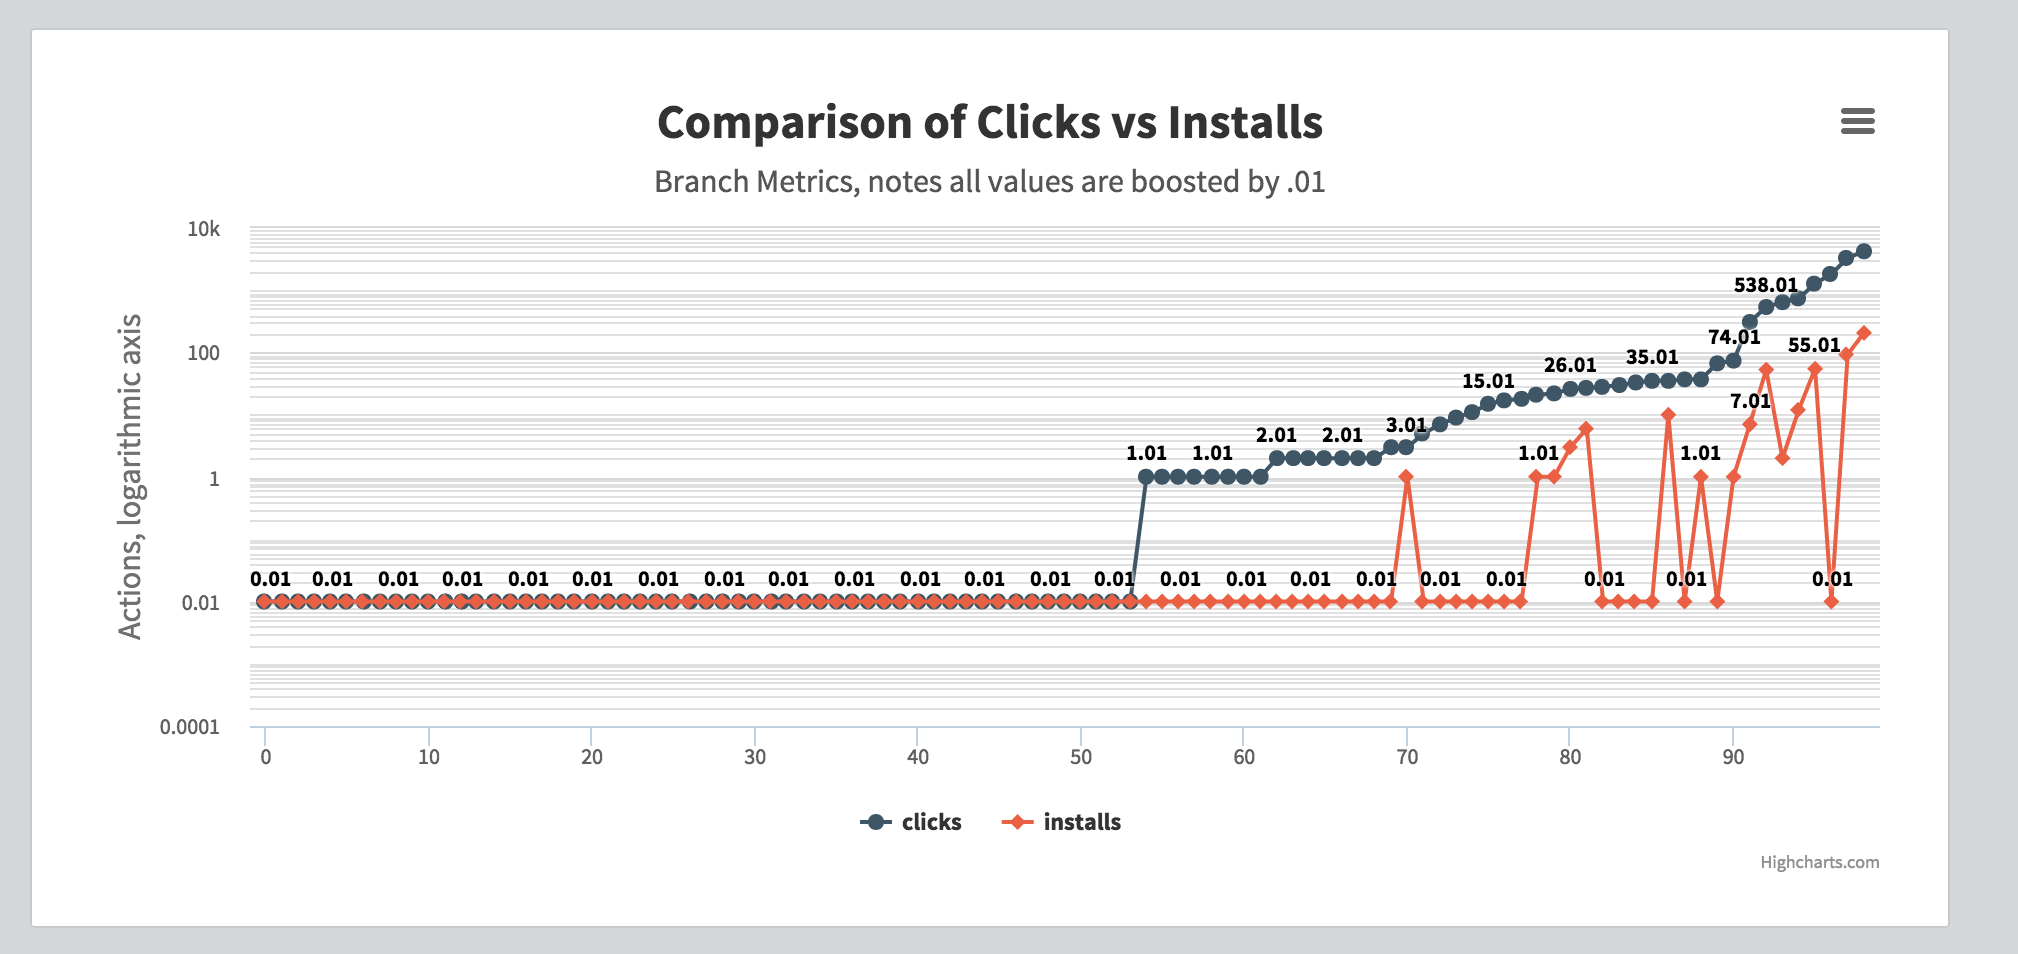 Comparison of Clicks vs Installs
Branch Metrics, notes all values are boosted by .01
Actions, logarithmic axis
10k
100
1
0.01
0.0001
538.01
74.01
55.01
35.01
26.01
15.01
7.01
3.01
2.01 2.01
1.01 1.01 1.01 1.01
0.01 0.01 0.01 0.01 0.01 0.01 0.01 0.01 0.01 0.01 0.01 0.01 0.01 0.01 0.01 0.01 0.01 0.01 0.01 0.01 0.01 0.01 0.01
0 10 20 30 40 50 60 70 80 90
clicks installs
Highcharts.com